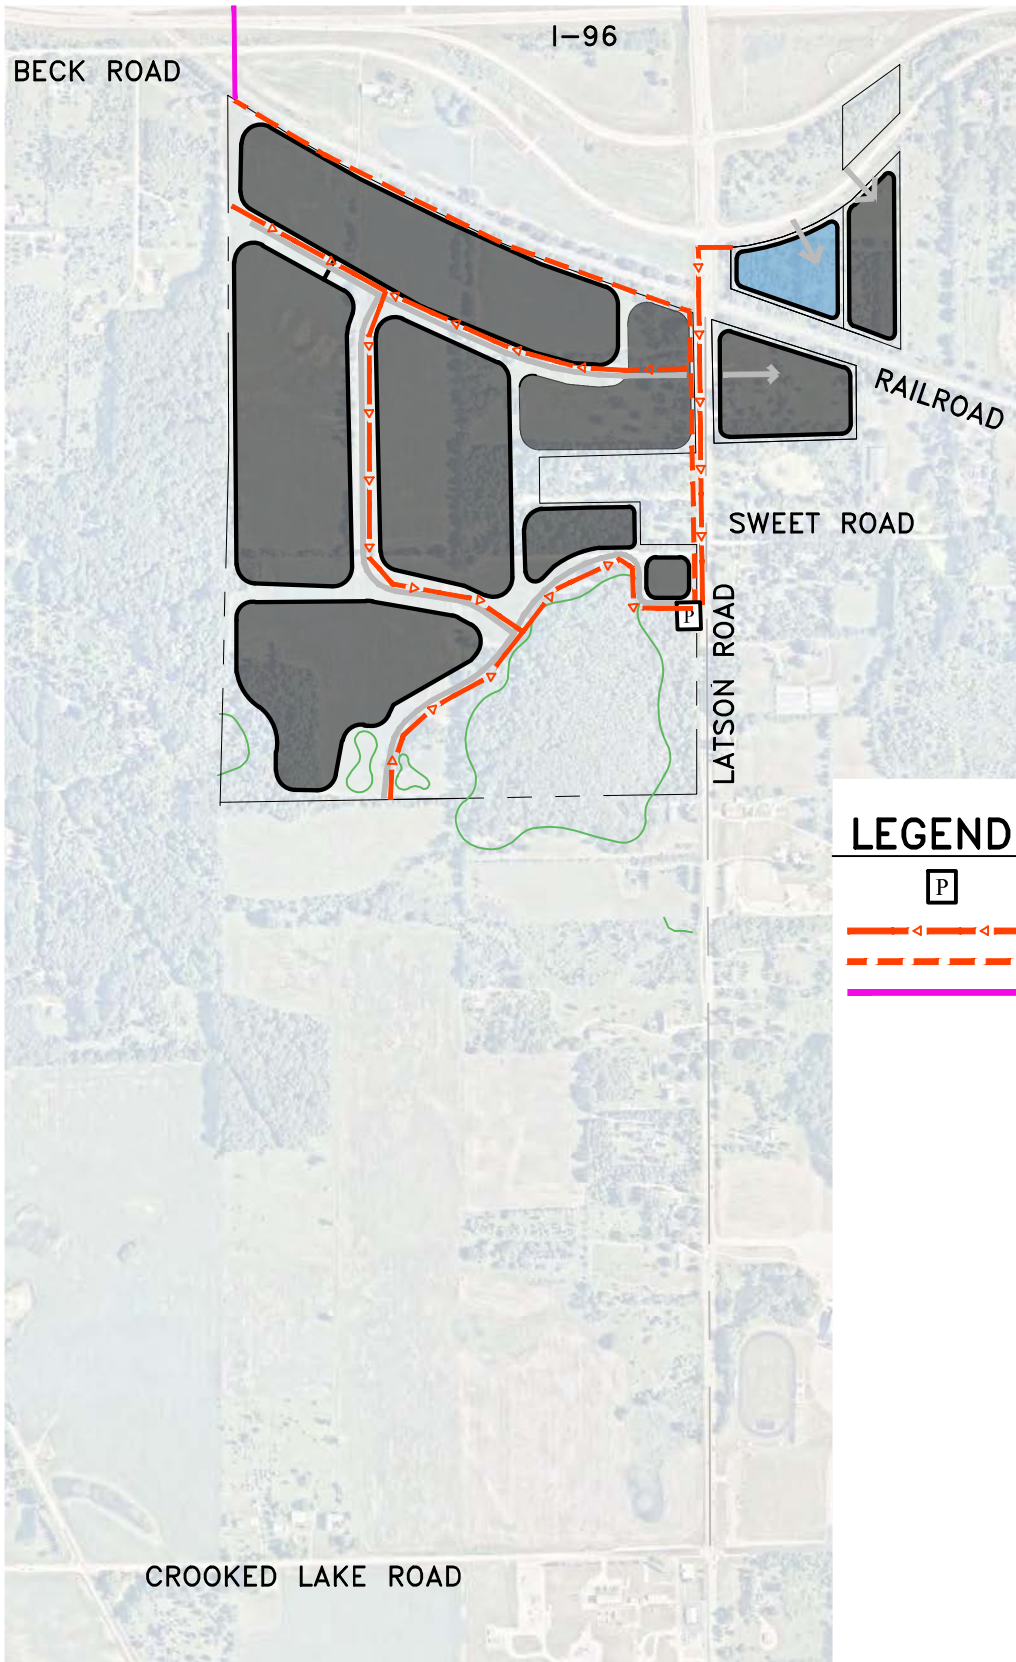 I-96
BECK ROAD
RAILROAD
SWEET ROAD
LATSON ROAD
P
LEGEND
P
CROOKED LAKE ROAD